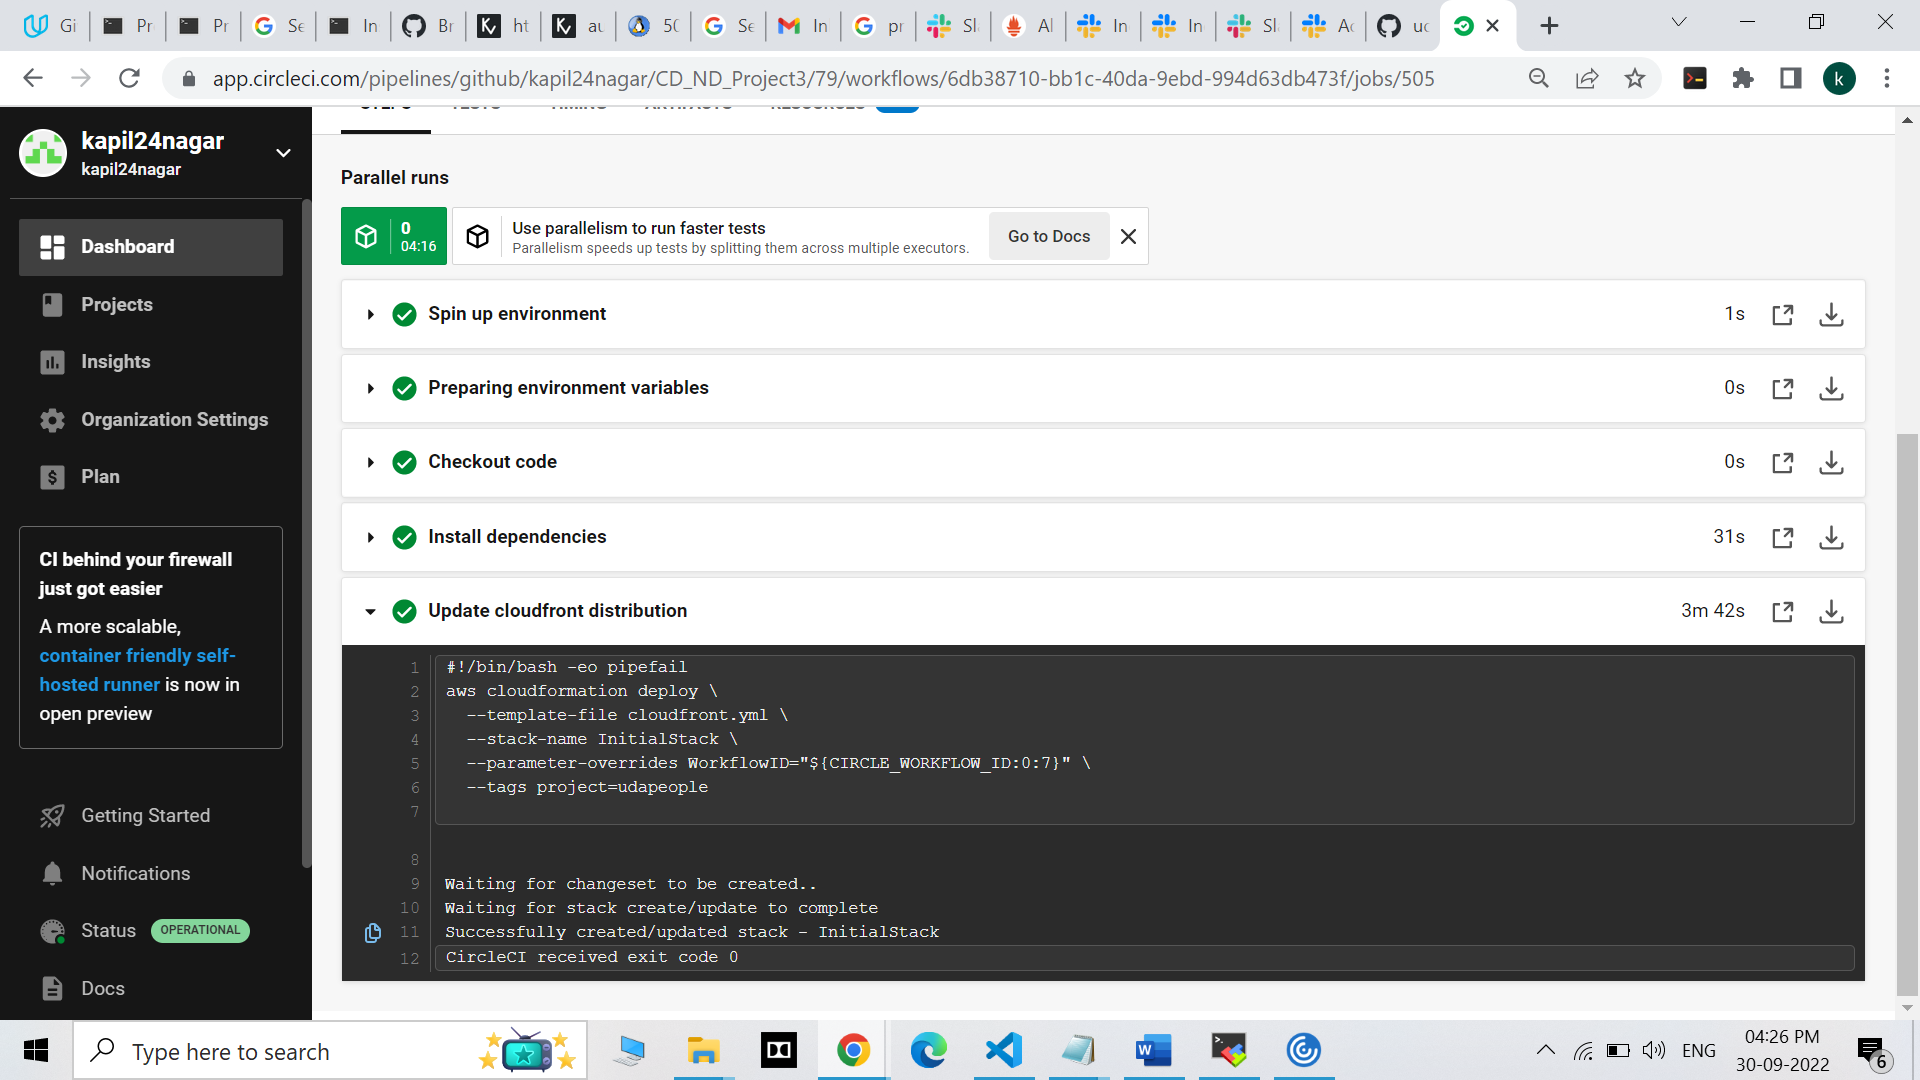 Gi
Pr
Pr
Se
In
Br
ht
au
50
Se
In
pr
Sl
Al
In
In
Sl
Ac
uc
app.circleci.com/pipelines/github/kapil24nagar/CD_ND_Project3/79/workflows/6db38710-bb1c-40da-9ebd-994d63db473f/jobs/505
k
kapil24nagar
kapil24nagar
Dashboard
Projects
Insights
Organization Settings
Plan
CI behind your firewall
just got easier
A more scalable,
container friendly self-
hosted runner is now in
open preview
Getting Started
Notifications
Status OPERATIONAL
Docs
Parallel runs
0
04:16
Use parallelism to run faster tests
Parallelism speeds up tests by splitting them across multiple executors.
Go to Docs
Spin up environment 1s
Preparing environment variables 0s
Checkout code 0s
Install dependencies 31s
Update cloudfront distribution 3m 42s
1 #!/bin/bash -eo pipefail
2 aws cloudformation deploy \
3 --template-file cloudfront.yml \
4 --stack-name InitialStack \
5 --parameter-overrides WorkflowID="${CIRCLE_WORKFLOW_ID:0:7}" \
6 --tags project=udapeople
7
8
9 Waiting for changeset to be created..
10 Waiting for stack create/update to complete
11 Successfully created/updated stack - InitialStack
12 CircleCI received exit code 0
Type here to search
ENG
04:26 PM
30-09-2022
6